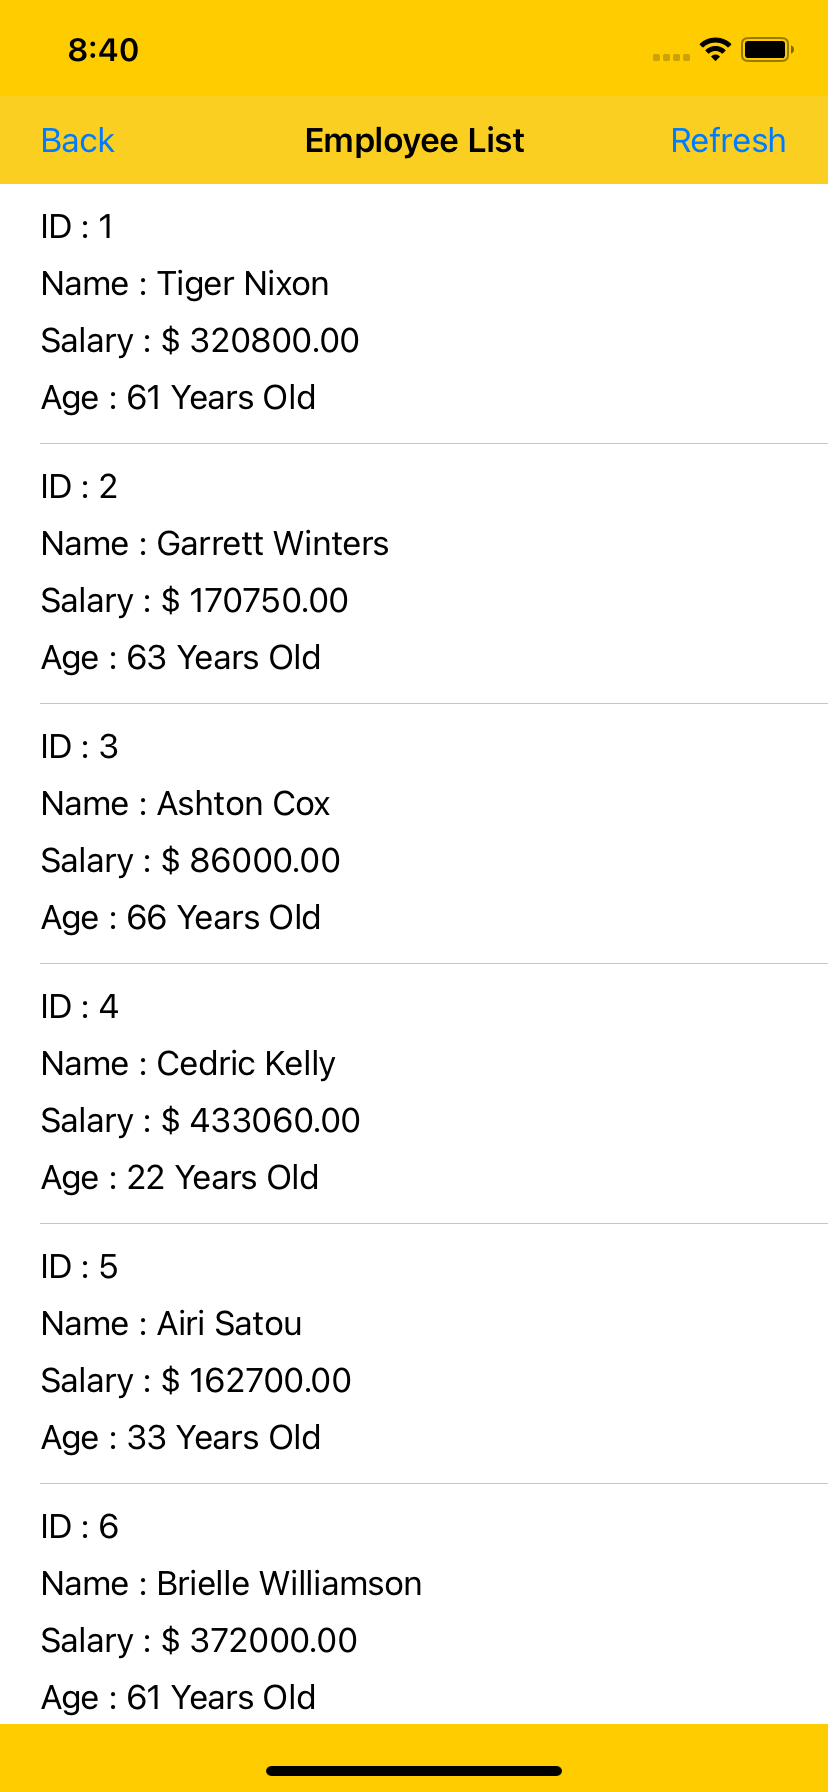 8:40
Back Employee List Refresh
ID : 1
Name : Tiger Nixon
Salary : $ 320800.00
Age : 61 Years Old
ID : 2
Name : Garrett Winters
Salary : $ 170750.00
Age : 63 Years Old
ID : 3
Name : Ashton Cox
Salary : $ 86000.00
Age : 66 Years Old
ID : 4
Name : Cedric Kelly
Salary : $ 433060.00
Age : 22 Years Old
ID : 5
Name : Airi Satou
Salary : $ 162700.00
Age : 33 Years Old
ID : 6
Name : Brielle Williamson
Salary : $ 372000.00
Age : 61 Years Old